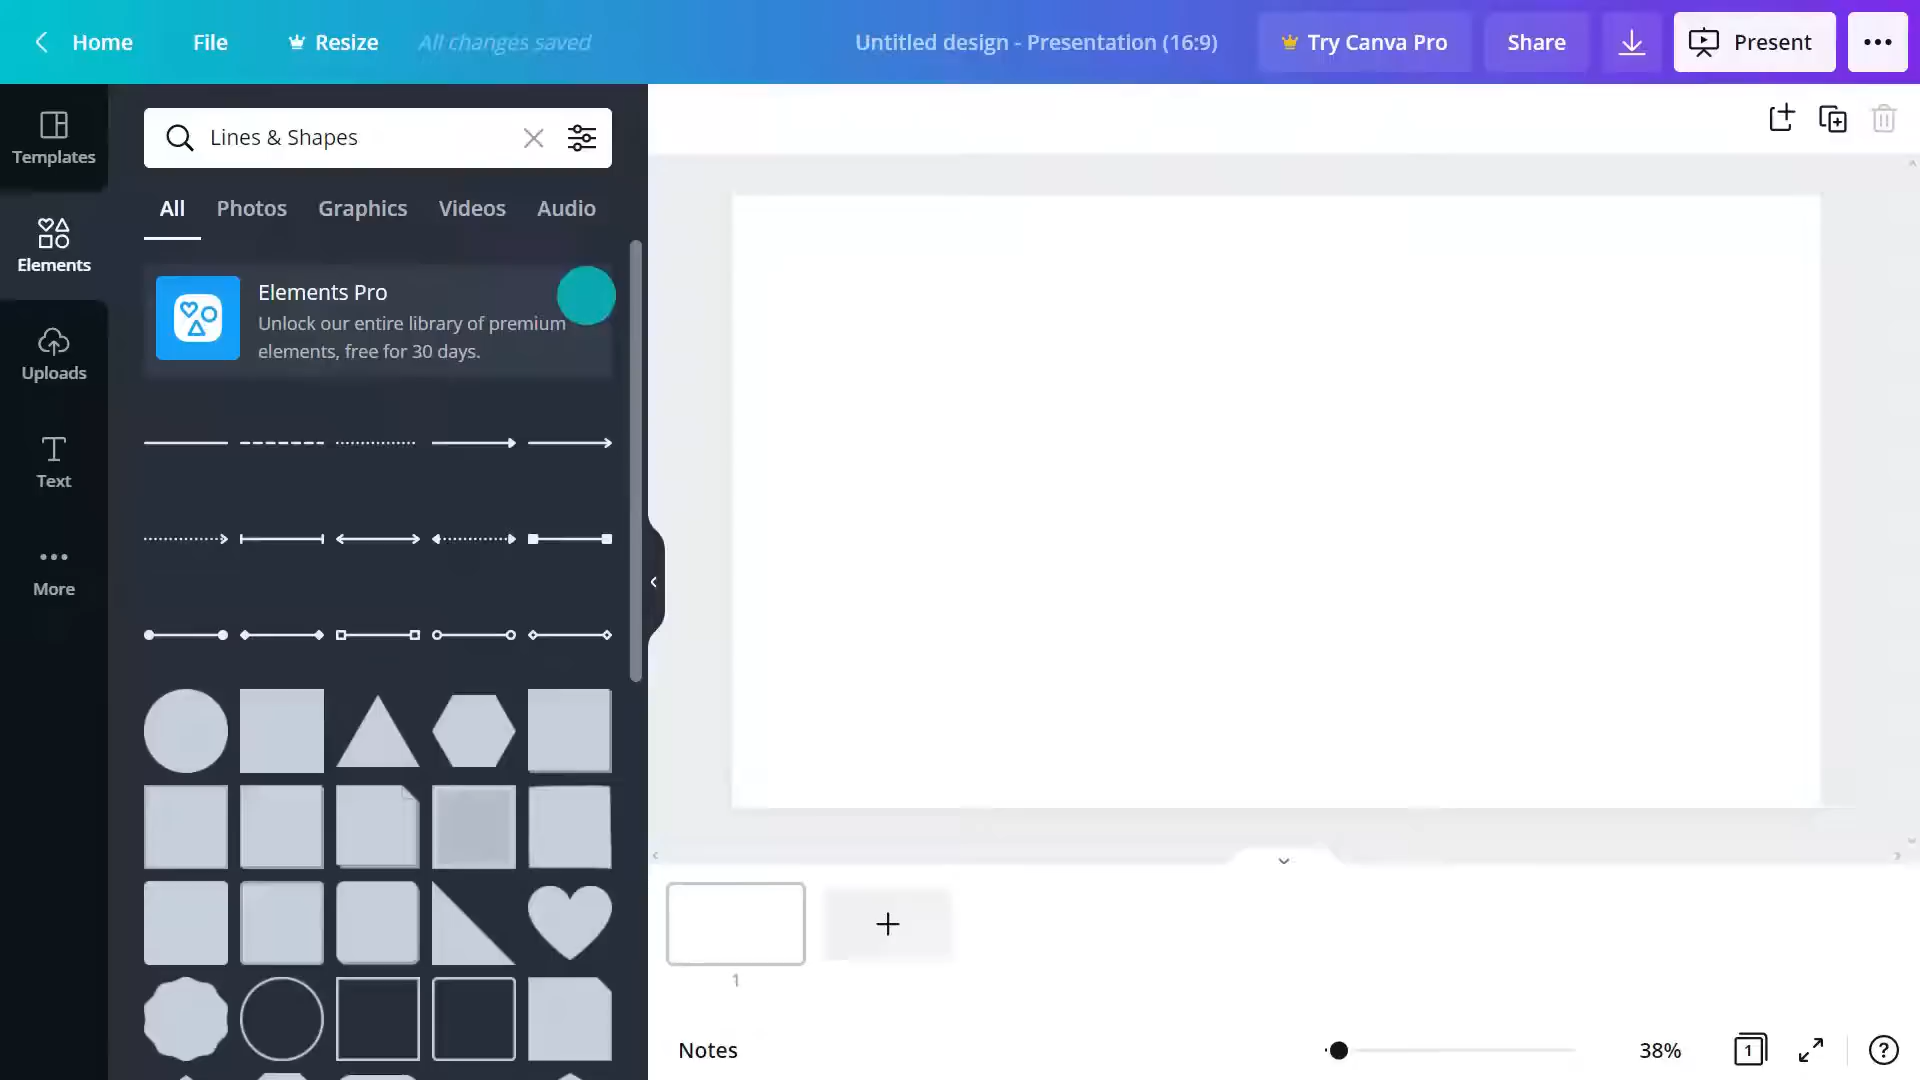 Home
File
Resize
All changes saved
Untitled design - Presentation (16:9)
Try Canva Pro
Share
Present
Templates
Elements
Uploads
Text
More
Lines & Shapes
All
Photos
Graphics
Videos
Audio
Elements Pro
Unlock our entire library of premium
elements, free for 30 days.
1
Notes
38%
1
?